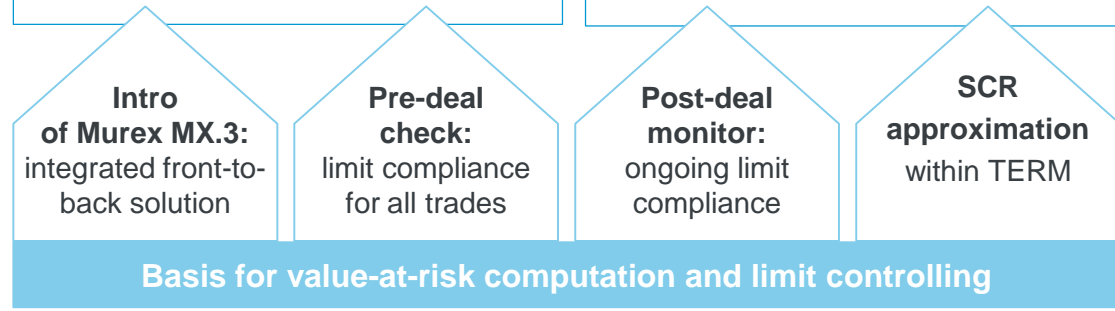 Intro
of Murex MX.3:
integrated front-to-
back solution
Pre-deal
check:
limit compliance
for all trades
Post-deal
monitor:
ongoing limit
compliance
SCR
approximation
within TERM
Basis for value-at-risk computation and limit controlling